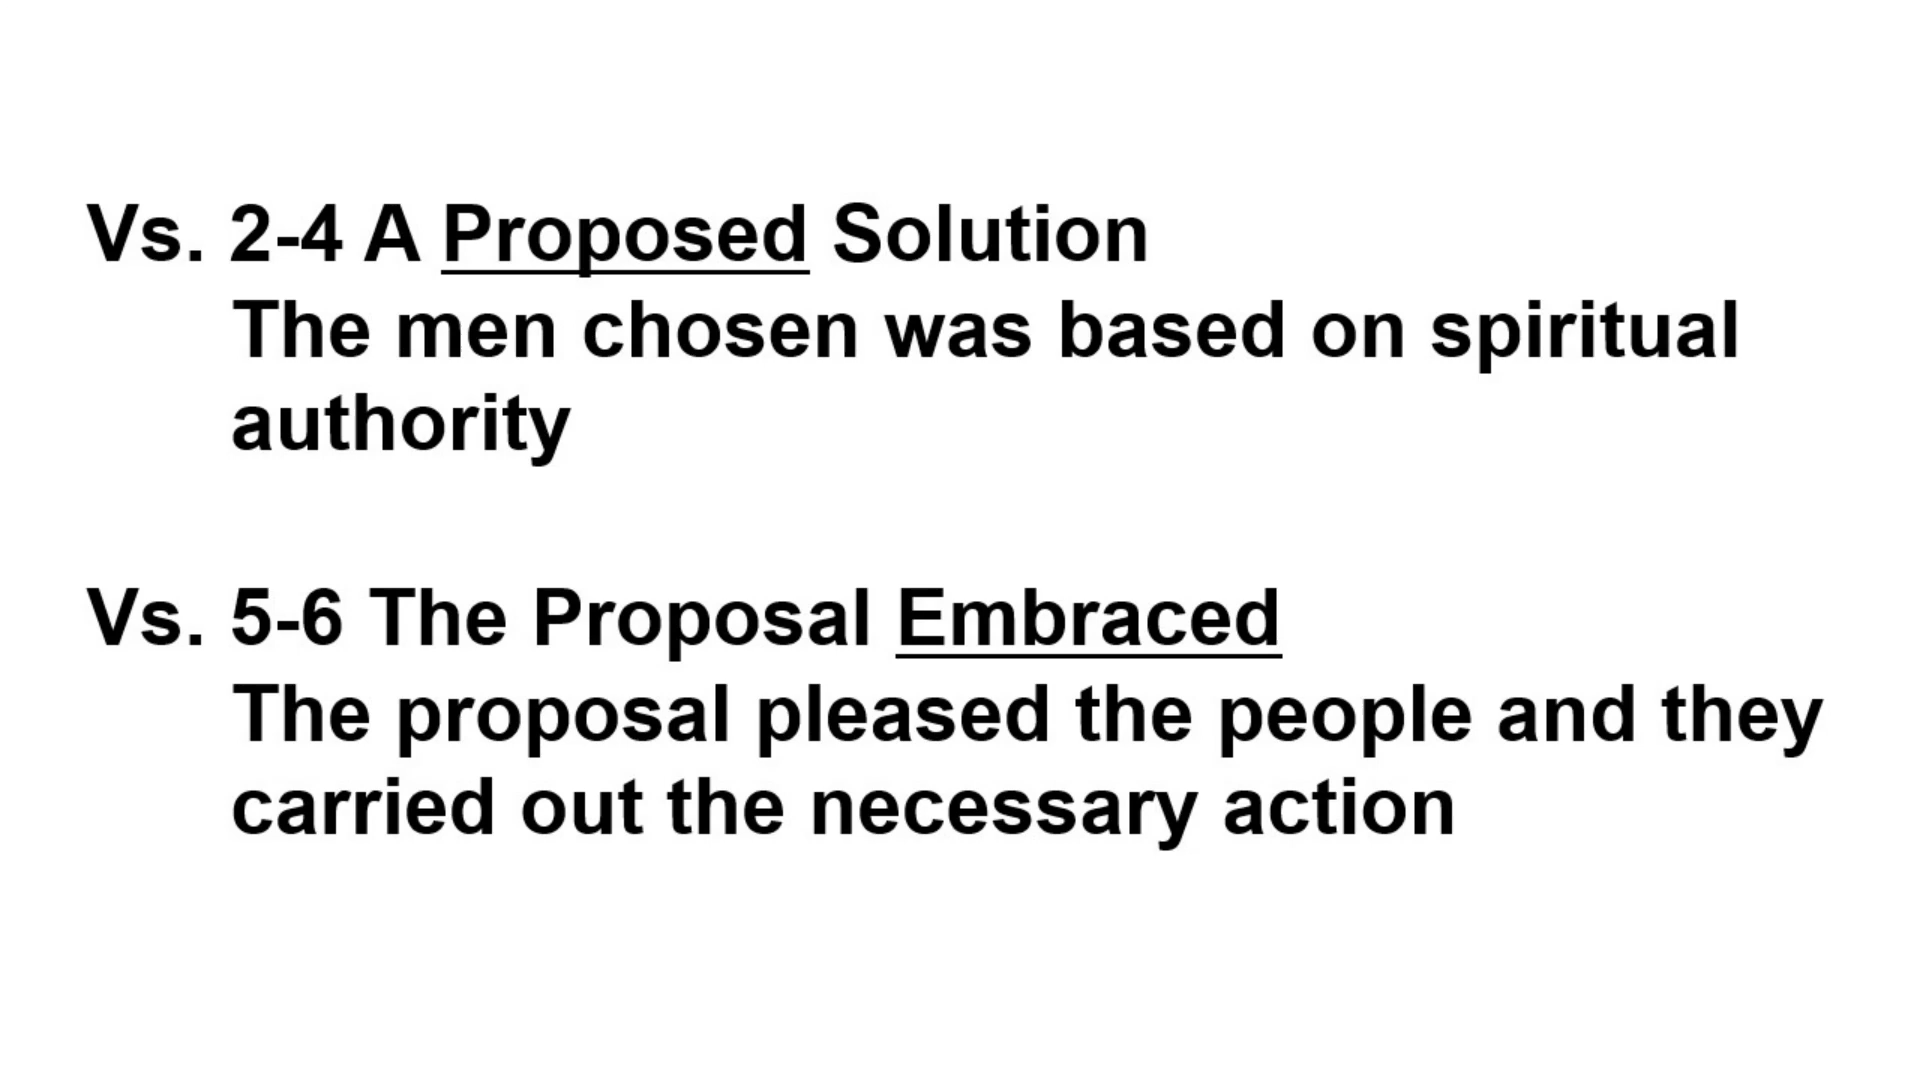 Vs. 2-4 A Proposed Solution
The men chosen was based on spiritual
authority
Vs. 5-6 The Proposal Embraced
The proposal pleased the people and they
carried out the necessary action